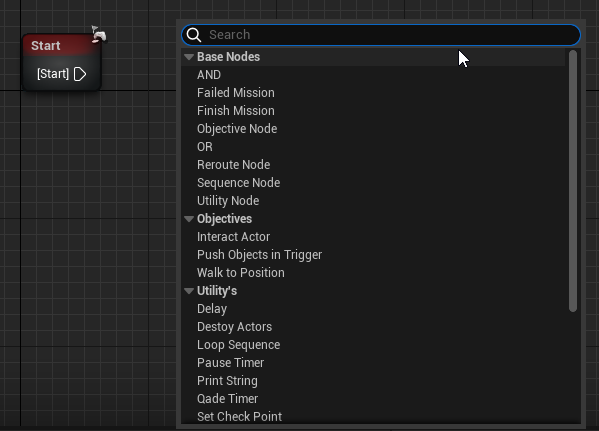 Start
[Start]
Search
Base Nodes
AND
Failed Mission
Finish Mission
Objective Node
OR
Reroute Node
Sequence Node
Utility Node
Objectives
Interact Actor
Push Objects in Trigger
Walk to Position
Utility's
Delay
Destoy Actors
Loop Sequence
Pause Timer
Print String
Qade Timer
Set Check Point